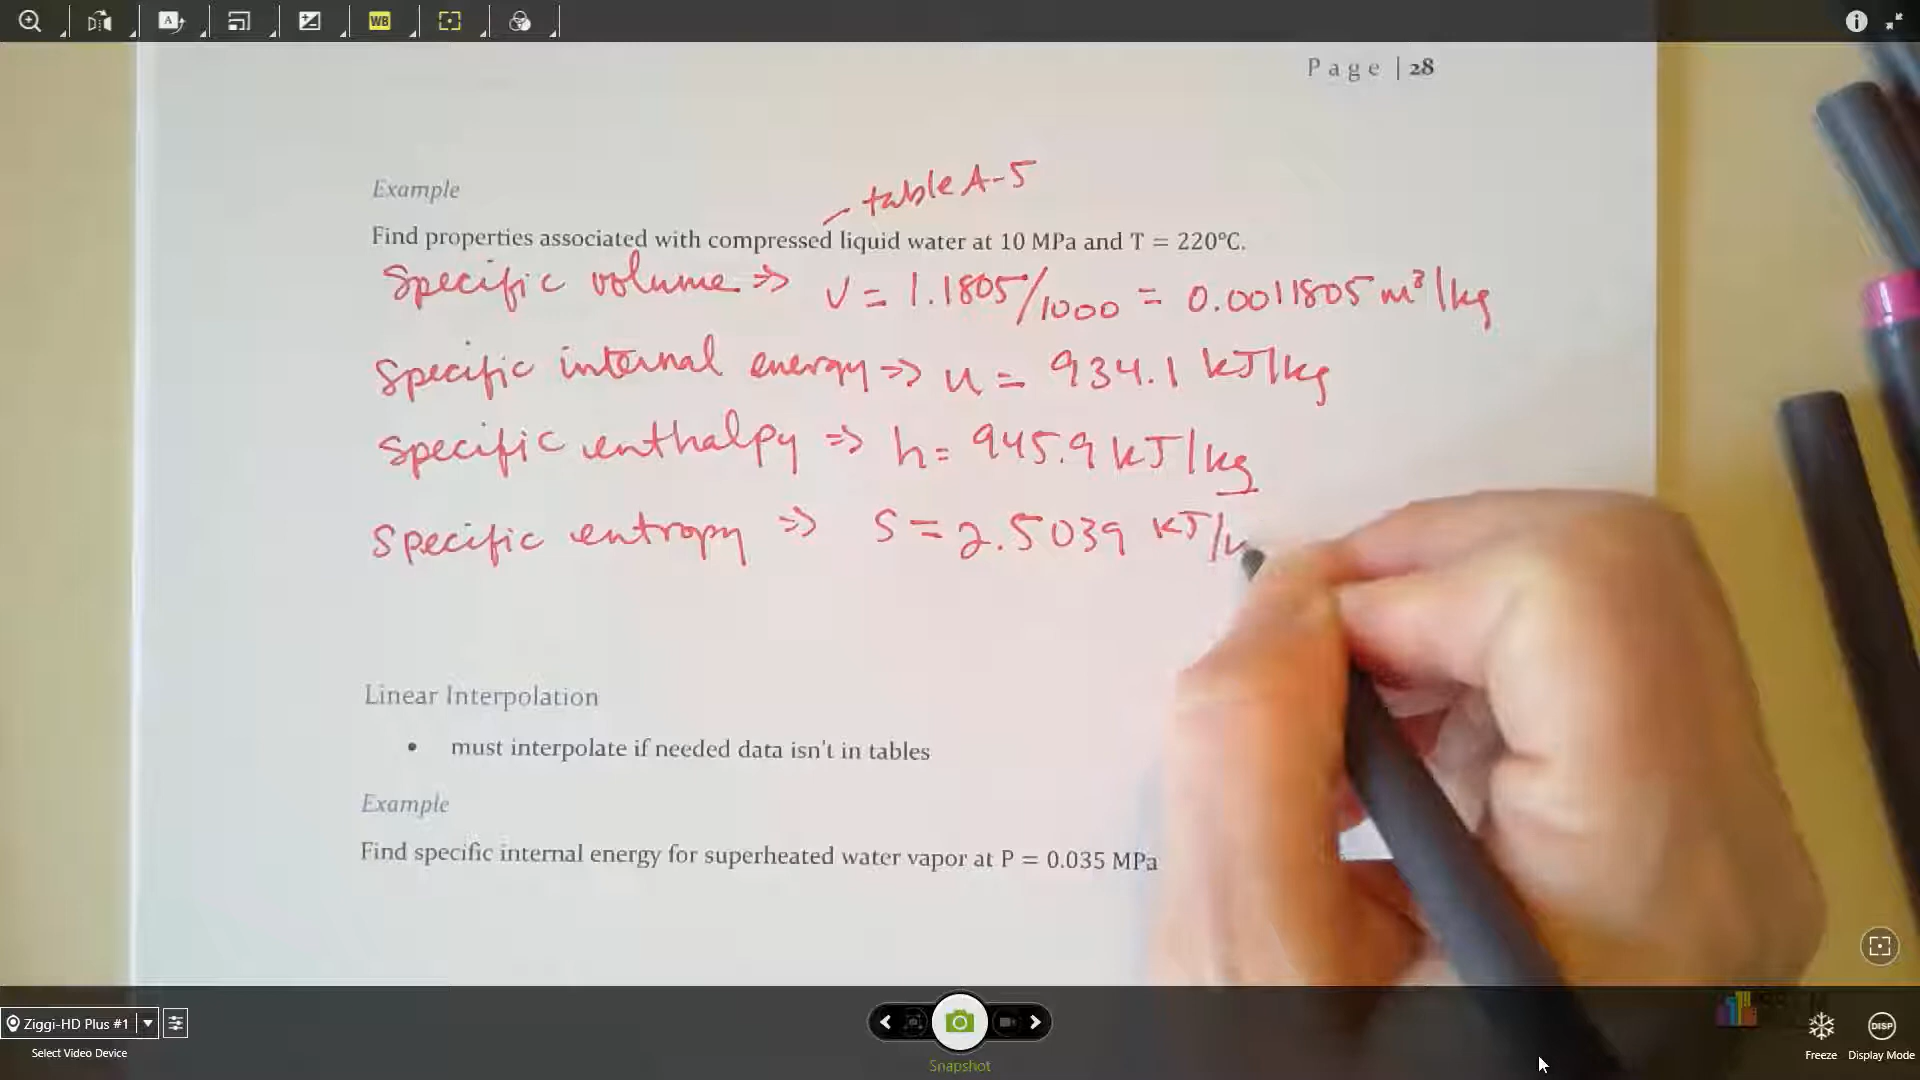 WB
Page | 28
Example
table A-5
Find properties associated with compressed liquid water at 10 MPa and T = 220°C.
Specific volume => v = 1.1805/1000 = 0.0011805 m³/kg
Specific internal energy => u = 934.1 kJ/kg
Specific enthalpy => h = 945.9 kJ/kg
Specific entropy => s = 2.5039 kJ/k
Linear Interpolation
• must interpolate if needed data isn't in tables
Example
Find specific internal energy for superheated water vapor at P = 0.035 MPa
Ziggi-HD Plus #1
Select Video Device
Snapshot
Freeze
DISP
Display Mode